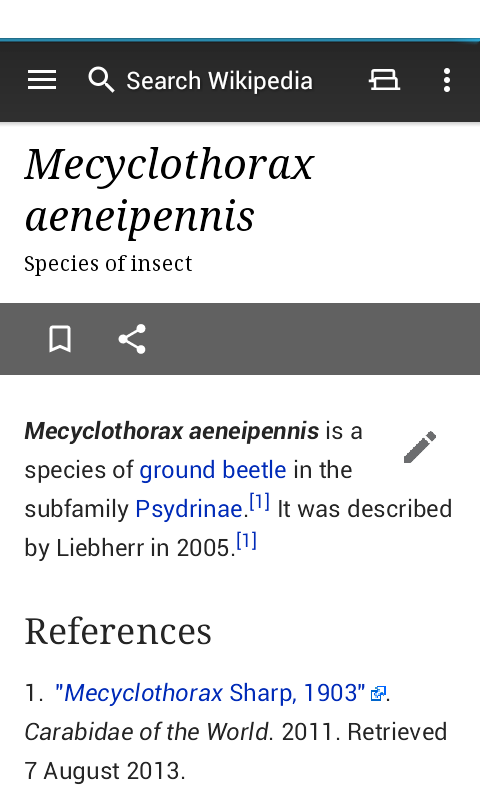 Search Wikipedia
Mecyclothorax
aeneipennis
Species of insect
Mecyclothorax aeneipennis is a
species of ground beetle in the
subfamily Psydrinae.[1] It was described
by Liebherr in 2005.[1]
References
1. "Mecyclothorax Sharp, 1903".
Carabidae of the World. 2011. Retrieved
7 August 2013.